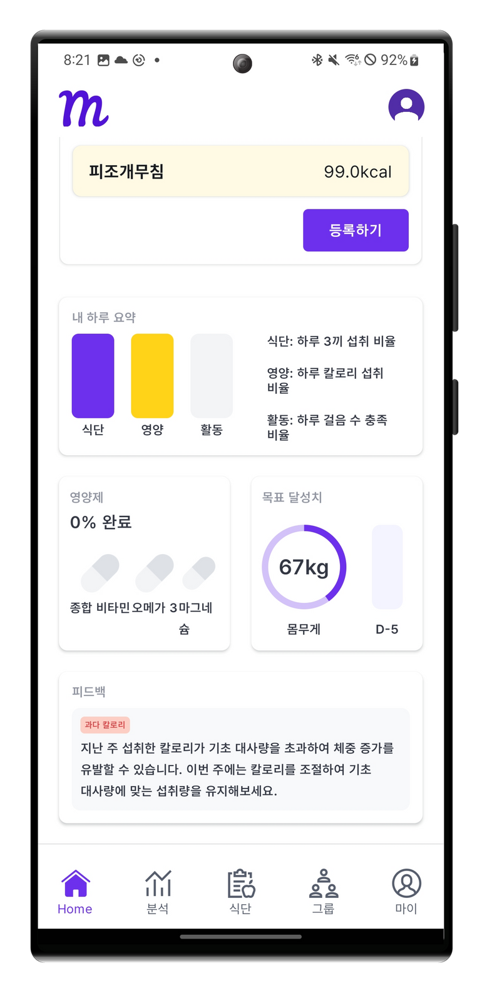 8:21
92%
m
피조개무침 99.0kcal
등록하기
내 하루 요약
식단: 하루 3끼 섭취 비율
영양: 하루 칼로리 섭취
비율
활동: 하루 걸음 수 충족
비율
식단 영양 활동
영양제
0% 완료
종합 비타민 오메가 3 마그네
슘
목표 달성치
67kg
몸무게 D-5
피드백
과다 칼로리
지난 주 섭취한 칼로리가 기초 대사량을 초과하여 체중 증가를
유발할 수 있습니다. 이번 주에는 칼로리를 조절하여 기초
대사량에 맞는 섭취량을 유지해보세요.
Home 분석 식단 그룹 마이